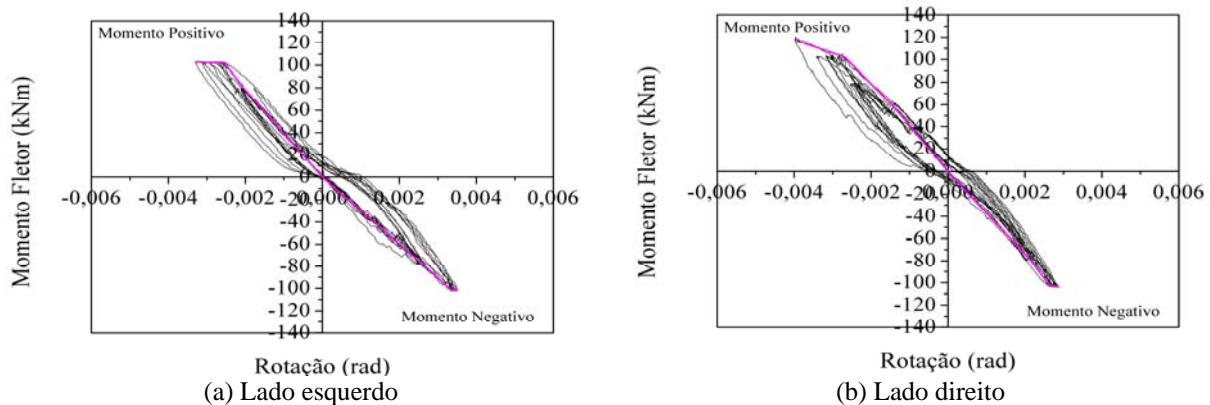 Momento Positivo
Momento Fletor (kNm)
140
120
100
80
60
40
20
0
-20
-40
-60
-80
-100
-120
-140
-0,006 -0,004 -0,002 0,000 0,002 0,004 0,006
Momento Negativo
Rotação (rad)
(a) Lado esquerdo
Momento Positivo
Momento Fletor (kNm)
140
120
100
80
60
40
20
0
-20
-40
-60
-80
-100
-120
-140
-0,006 -0,004 -0,002 0,000 0,002 0,004 0,006
Momento Negativo
Rotação (rad)
(b) Lado direito